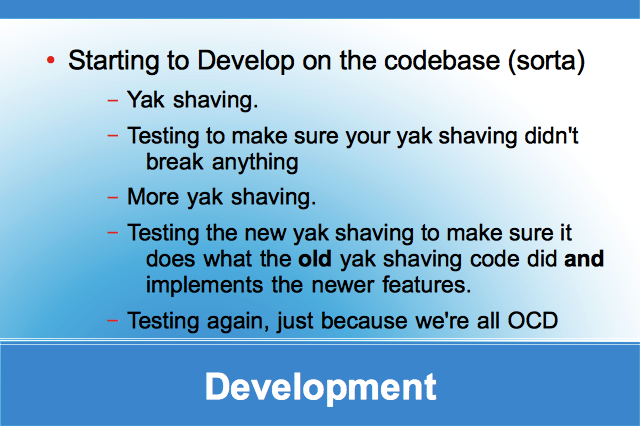 • Starting to Develop on the codebase (sorta)
– Yak shaving.
– Testing to make sure your yak shaving didn't
break anything
– More yak shaving.
– Testing the new yak shaving to make sure it
does what the old yak shaving code did and
implements the newer features.
– Testing again, just because we're all OCD
Development